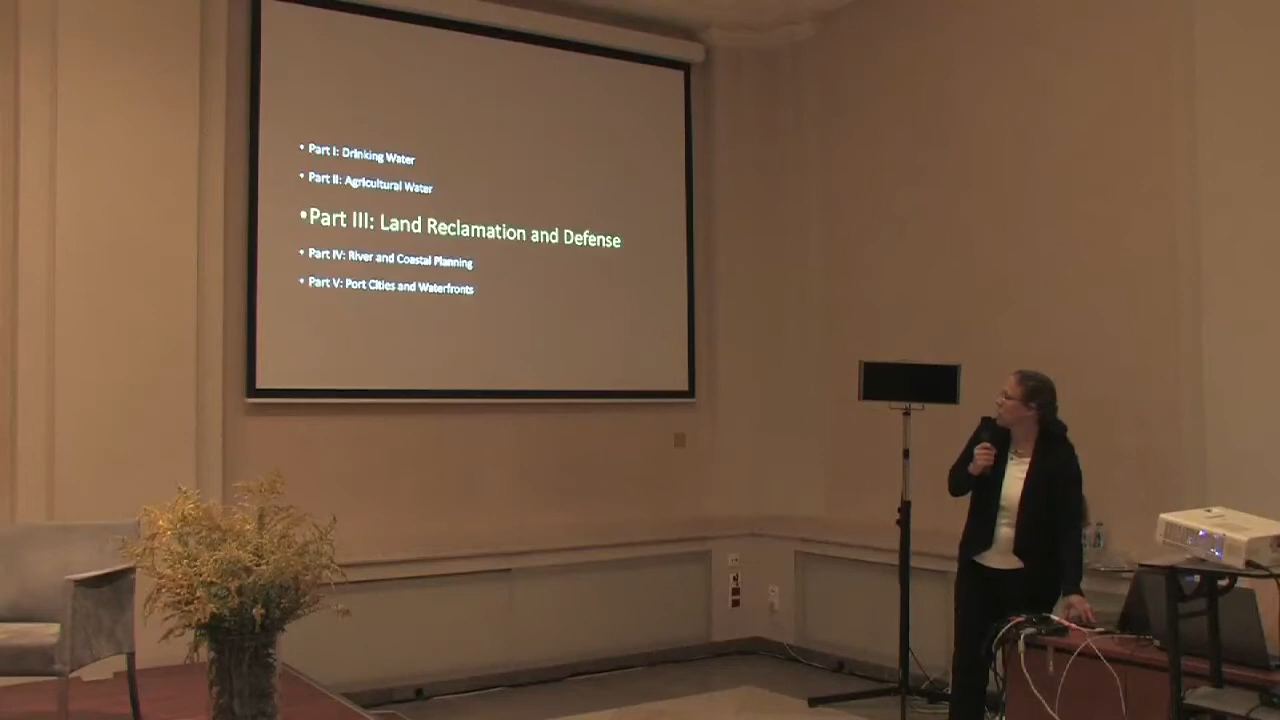 • Part I: Drinking Water
• Part II: Agricultural Water
•Part III: Land Reclamation and Defense
• Part IV: River and Coastal Planning
• Part V: Port Cities and Waterfronts